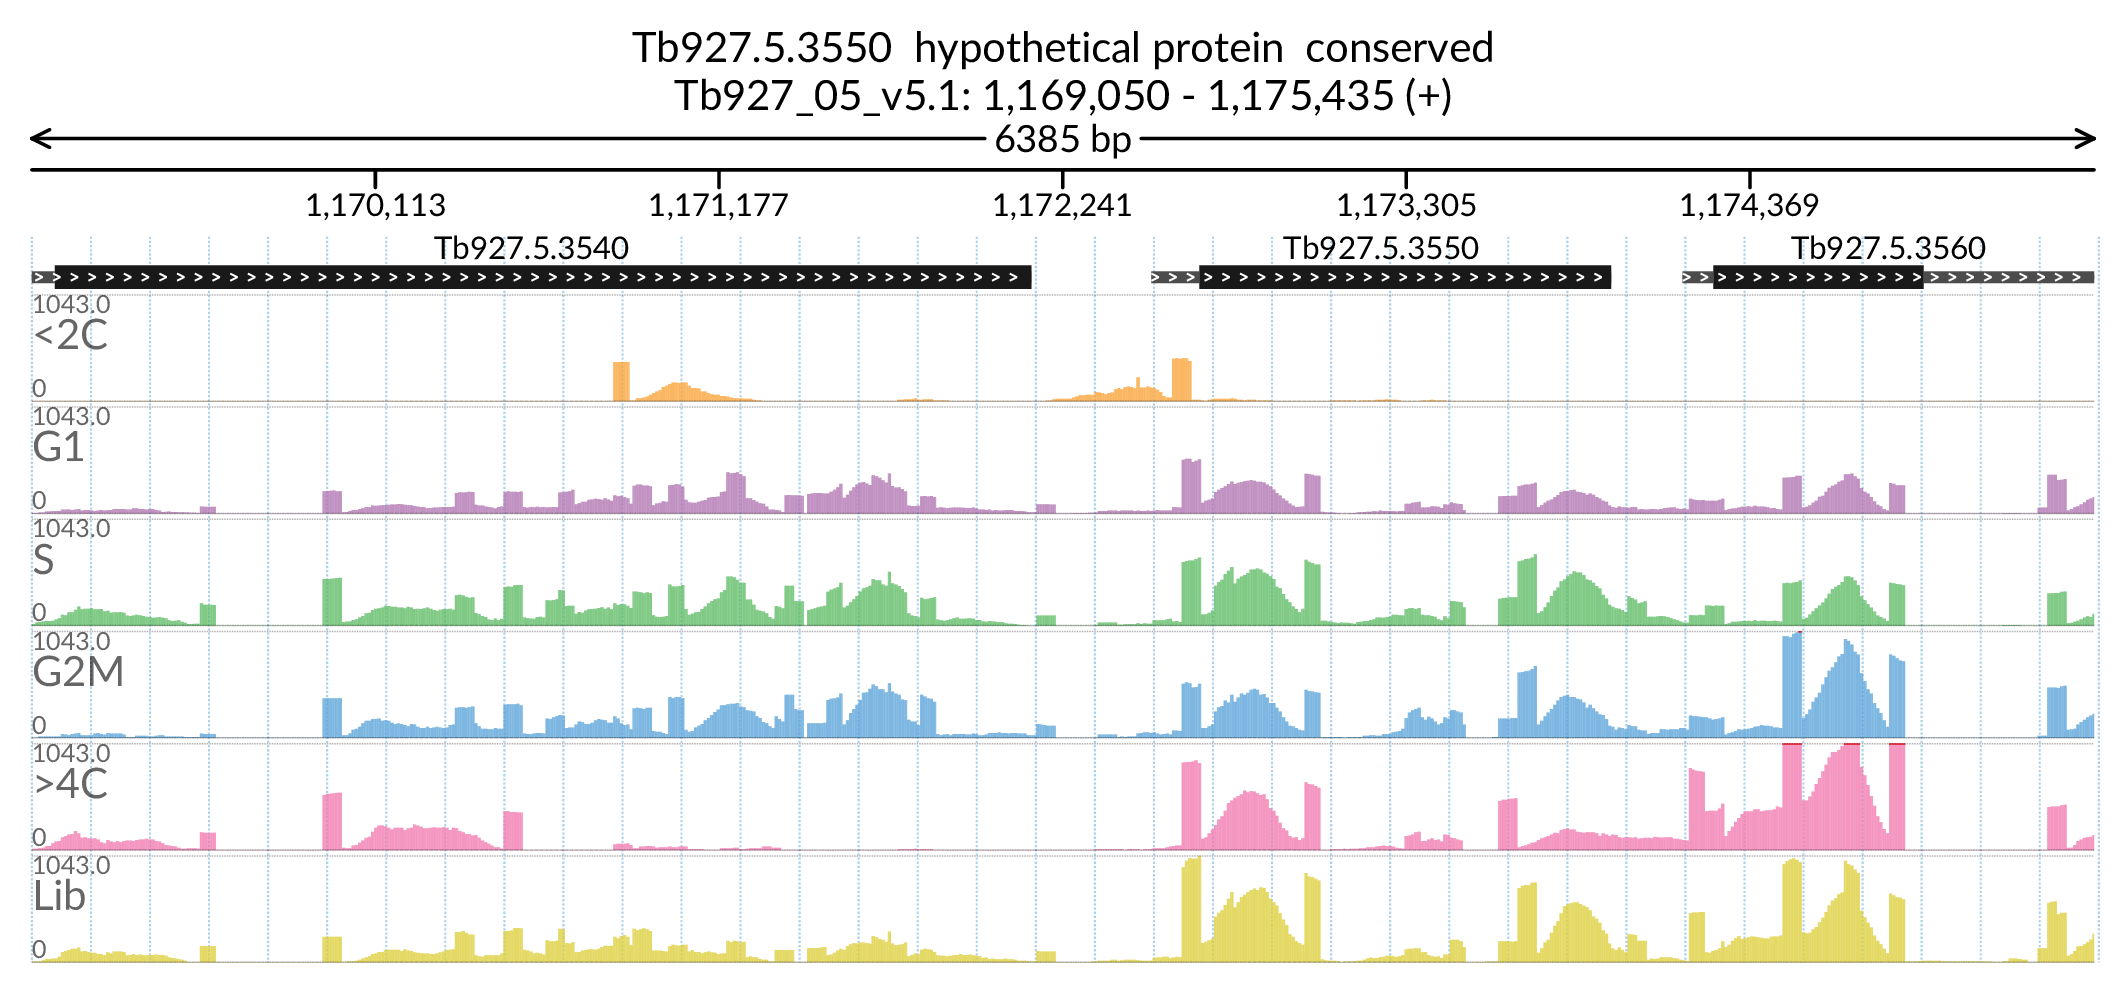 Tb927.5.3550  hypothetical protein  conserved
Tb927_05_v5.1: 1,169,050 - 1,175,435 (+)
6385 bp
1,170,113 1,171,177 1,172,241 1,173,305 1,174,369
Tb927.5.3540 Tb927.5.3550 Tb927.5.3560
1043.0
<2C
0
1043.0
G1
0
1043.0
S
0
1043.0
G2M
0
1043.0
>4C
0
1043.0
Lib
0